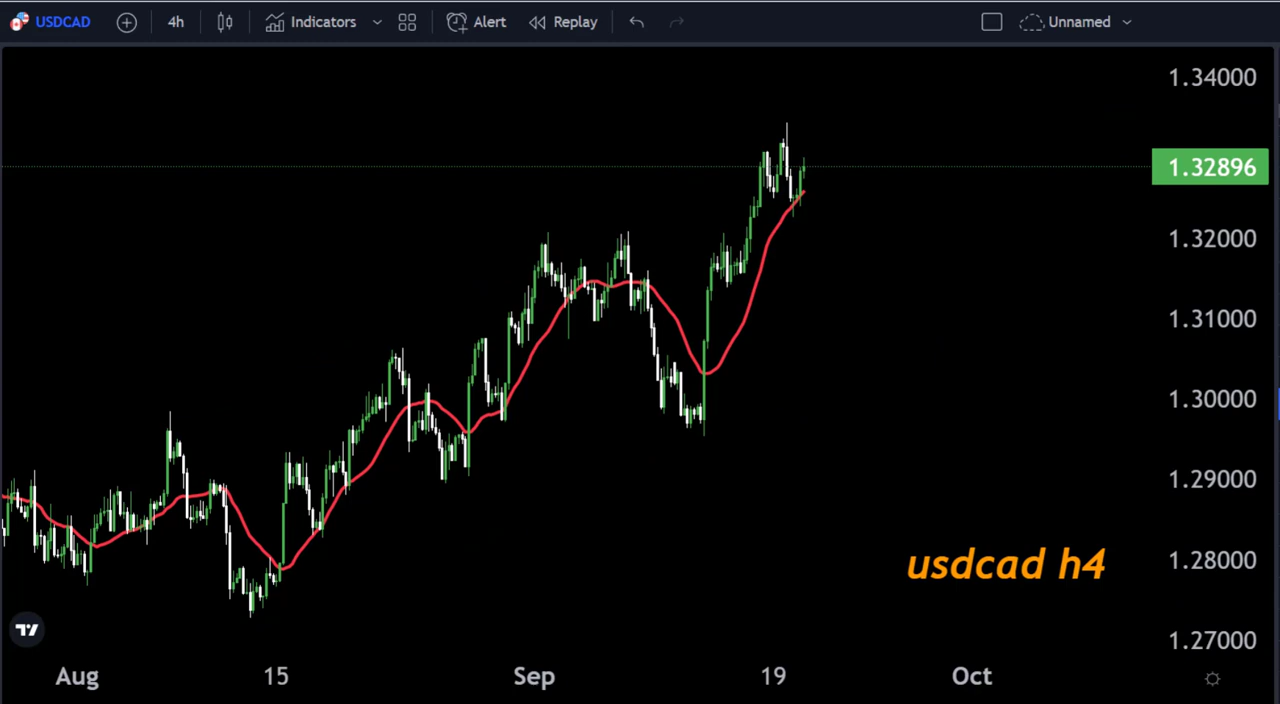 USDCAD 4h Indicators Alert Replay Unnamed
1.34000
1.32896
1.32000
1.31000
1.30000
1.29000
1.28000
usdcad h4
1.27000
Aug 15 Sep 19 Oct